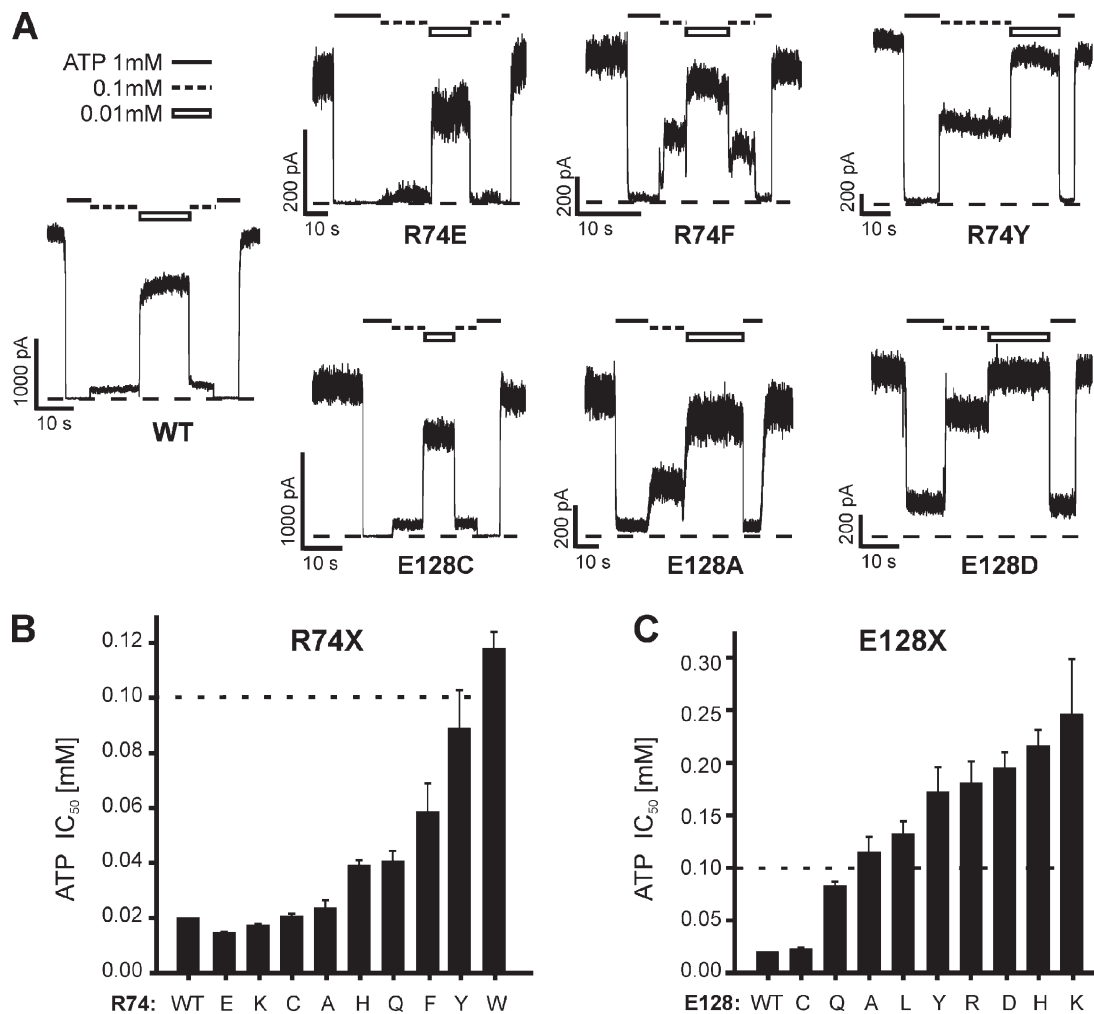 A
ATP 1mM
0.1mM
0.01mM
200 pA
10 s
R74E
200 pA
10 s
R74F
200 pA
10 s
R74Y
1000 pA
10 s
WT
1000 pA
10 s
E128C
200 pA
10 s
E128A
200 pA
10 s
E128D
B
R74X
ATP IC50 [mM]
0.12
0.10
0.08
0.06
0.04
0.02
0.00
R74: WT E K C A H Q F Y W
C
E128X
ATP IC50 [mM]
0.30
0.25
0.20
0.15
0.10
0.05
0.00
E128: WT C Q A L Y R D H K